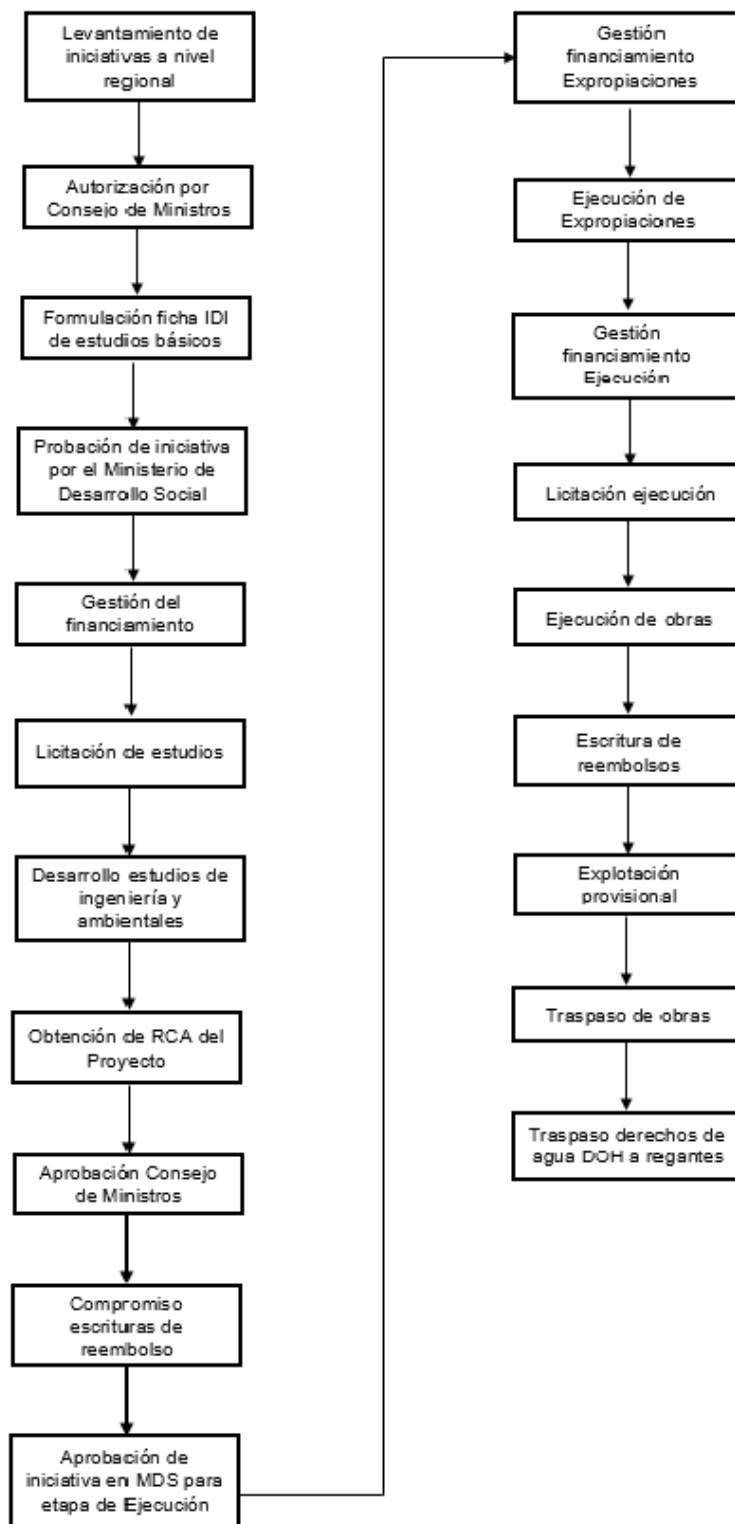 Levantamiento de
iniciativas a nivel
regional
Autorización por
Consejo de Ministros
Formulación ficha IDI
de estudios básicos
Probación de iniciativa
por el Ministerio de
Desarrollo Social
Gestión del
financiamiento
Licitación de estudios
Desarrollo estudios de
ingeniería y
ambientales
Obtención de RCA del
Proyecto
Aprobación Consejo
de Ministros
Compromiso
escrituras de
reembolso
Aprobación de
iniciativa en MDS para
etapa de Ejecución
Gestión
financiamiento
Expropiaciones
Ejecución de
Expropiaciones
Gestión
financiamiento
Ejecución
Licitación ejecución
Ejecución de obras
Escritura de
reembolsos
Explotación
provisional
Traspaso de obras
Traspaso derechos de
agua DOH a regantes